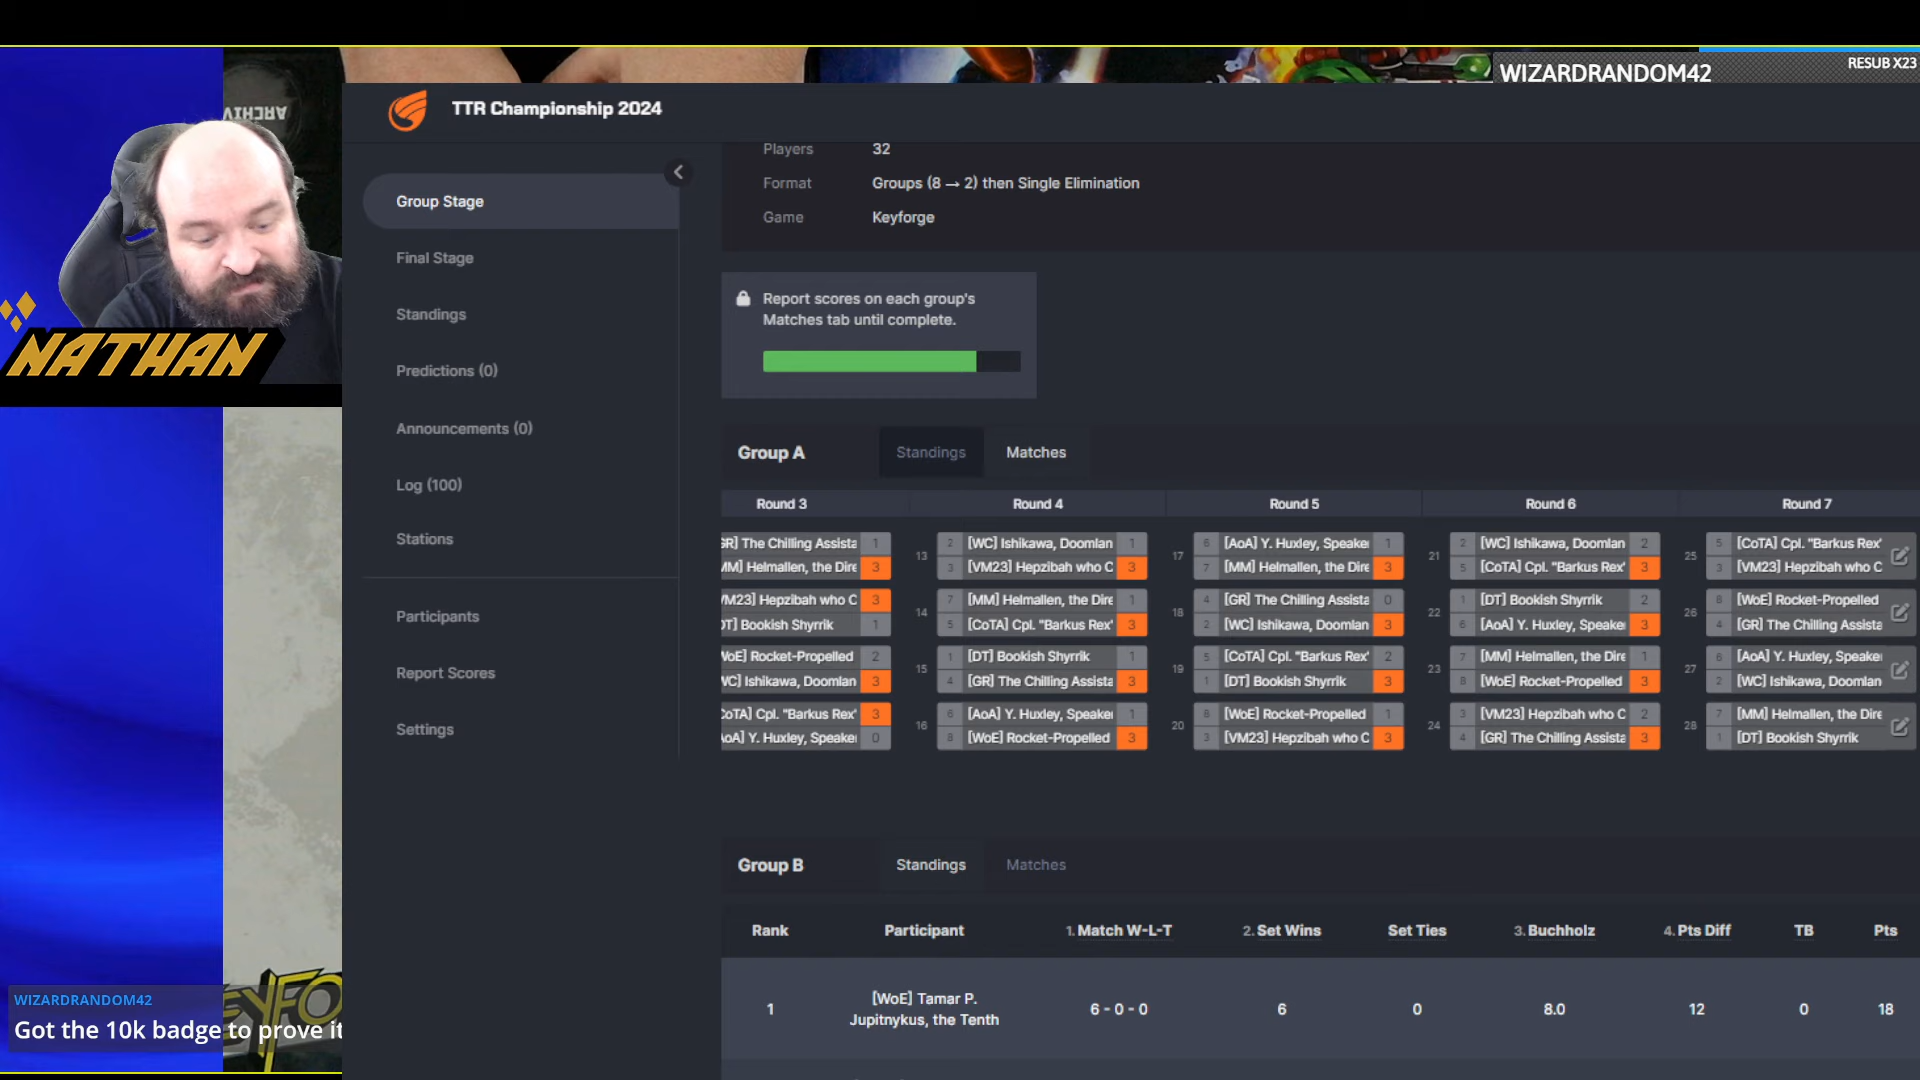 WIZARDRANDOM42
RESUB X23
ARCHIVA
NATHAN
TTR Championship 2024
Group Stage
Final Stage
Standings
Predictions (0)
Announcements (0)
Log (100)
Stations
Participants
Report Scores
Settings
Players 32
Format Groups (8 → 2) then Single Elimination
Game Keyforge
Report scores on each group's
Matches tab until complete.
Group A Standings Matches
Round 3
GR] The Chilling Assista 1
MM] Helmallen, the Dire 3
VM23] Hepzibah who C 3
DT] Bookish Shyrrik 1
WoE] Rocket-Propelled 2
WC] Ishikawa, Doomlan 3
CoTA] Cpl. "Barkus Rex" 3
AoA] Y. Huxley, Speake 0
Round 4
13
2 [WC] Ishikawa, Doomlan 1
3 [VM23] Hepzibah who C 3
14
7 [MM] Helmallen, the Dire 1
5 [CoTA] Cpl. "Barkus Rex" 3
15
1 [DT] Bookish Shyrrik 1
4 [GR] The Chilling Assista 3
16
6 [AoA] Y. Huxley, Speake 1
8 [WoE] Rocket-Propelled 3
Round 5
17
6 [AoA] Y. Huxley, Speake 1
7 [MM] Helmallen, the Dire 3
18
4 [GR] The Chilling Assista 0
2 [WC] Ishikawa, Doomlan 3
19
5 [CoTA] Cpl. "Barkus Rex" 2
1 [DT] Bookish Shyrrik 3
20
8 [WoE] Rocket-Propelled 1
3 [VM23] Hepzibah who C 3
Round 6
21
2 [WC] Ishikawa, Doomlan 2
5 [CoTA] Cpl. "Barkus Rex" 3
22
1 [DT] Bookish Shyrrik 2
6 [AoA] Y. Huxley, Speake 3
23
7 [MM] Helmallen, the Dire 1
8 [WoE] Rocket-Propelled 3
24
3 [VM23] Hepzibah who C 2
4 [GR] The Chilling Assista 3
Round 7
25
5 [CoTA] Cpl. "Barkus Rex"
3 [VM23] Hepzibah who C
26
8 [WoE] Rocket-Propelled
4 [GR] The Chilling Assista
27
6 [AoA] Y. Huxley, Speake
2 [WC] Ishikawa, Doomlan
28
7 [MM] Helmallen, the Dire
1 [DT] Bookish Shyrrik
Group B Standings Matches
Rank Participant 1. Match W-L-T 2. Set Wins Set Ties 3. Buchholz 4. Pts Diff TB Pts
1 [WoE] Tamar P. Jupitnykus, the Tenth 6 - 0 - 0 6 0 8.0 12 0 18
WIZARDRANDOM42
Got the 10k badge to prove it
EYFO